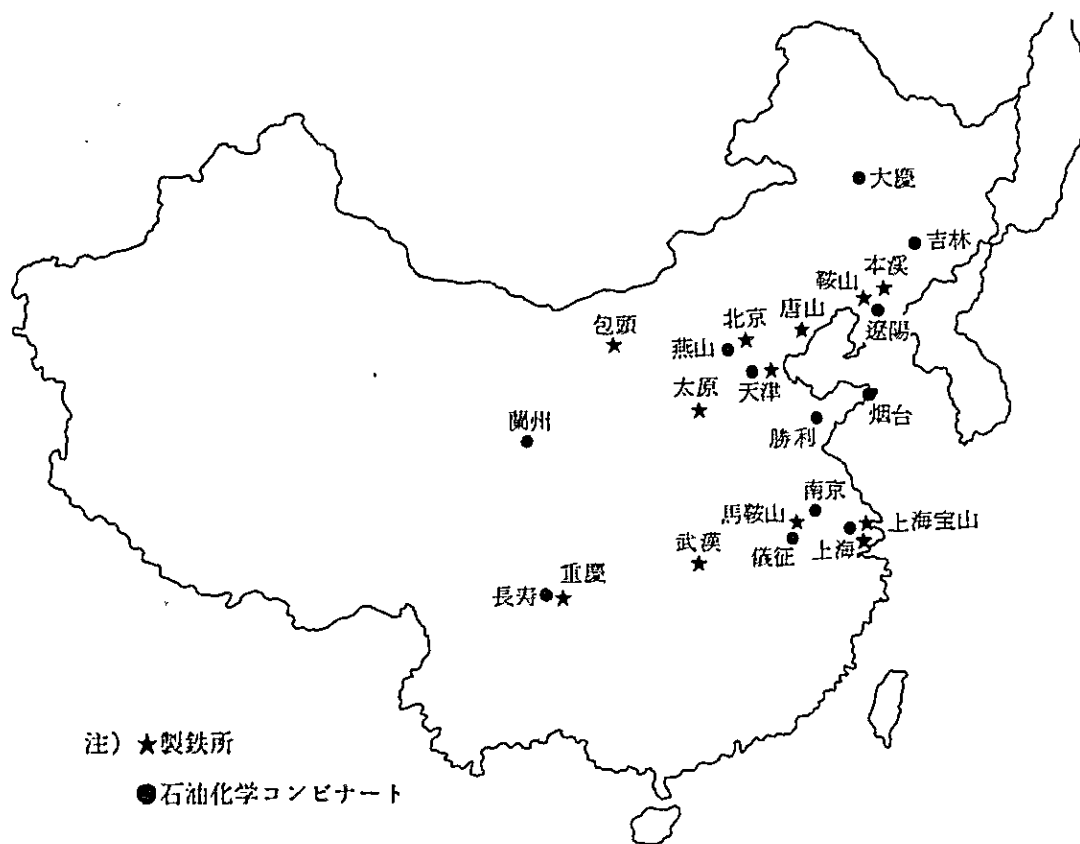 大慶
吉林
本渓
鞍山
遼陽
唐山
北京
燕山
天津
包頭
太原
烟台
勝利
蘭州
南京
馬鞍山
儀征
上海宝山
上海
武漢
重慶
長寿
注）★製鉄所
●石油化学コンビナート